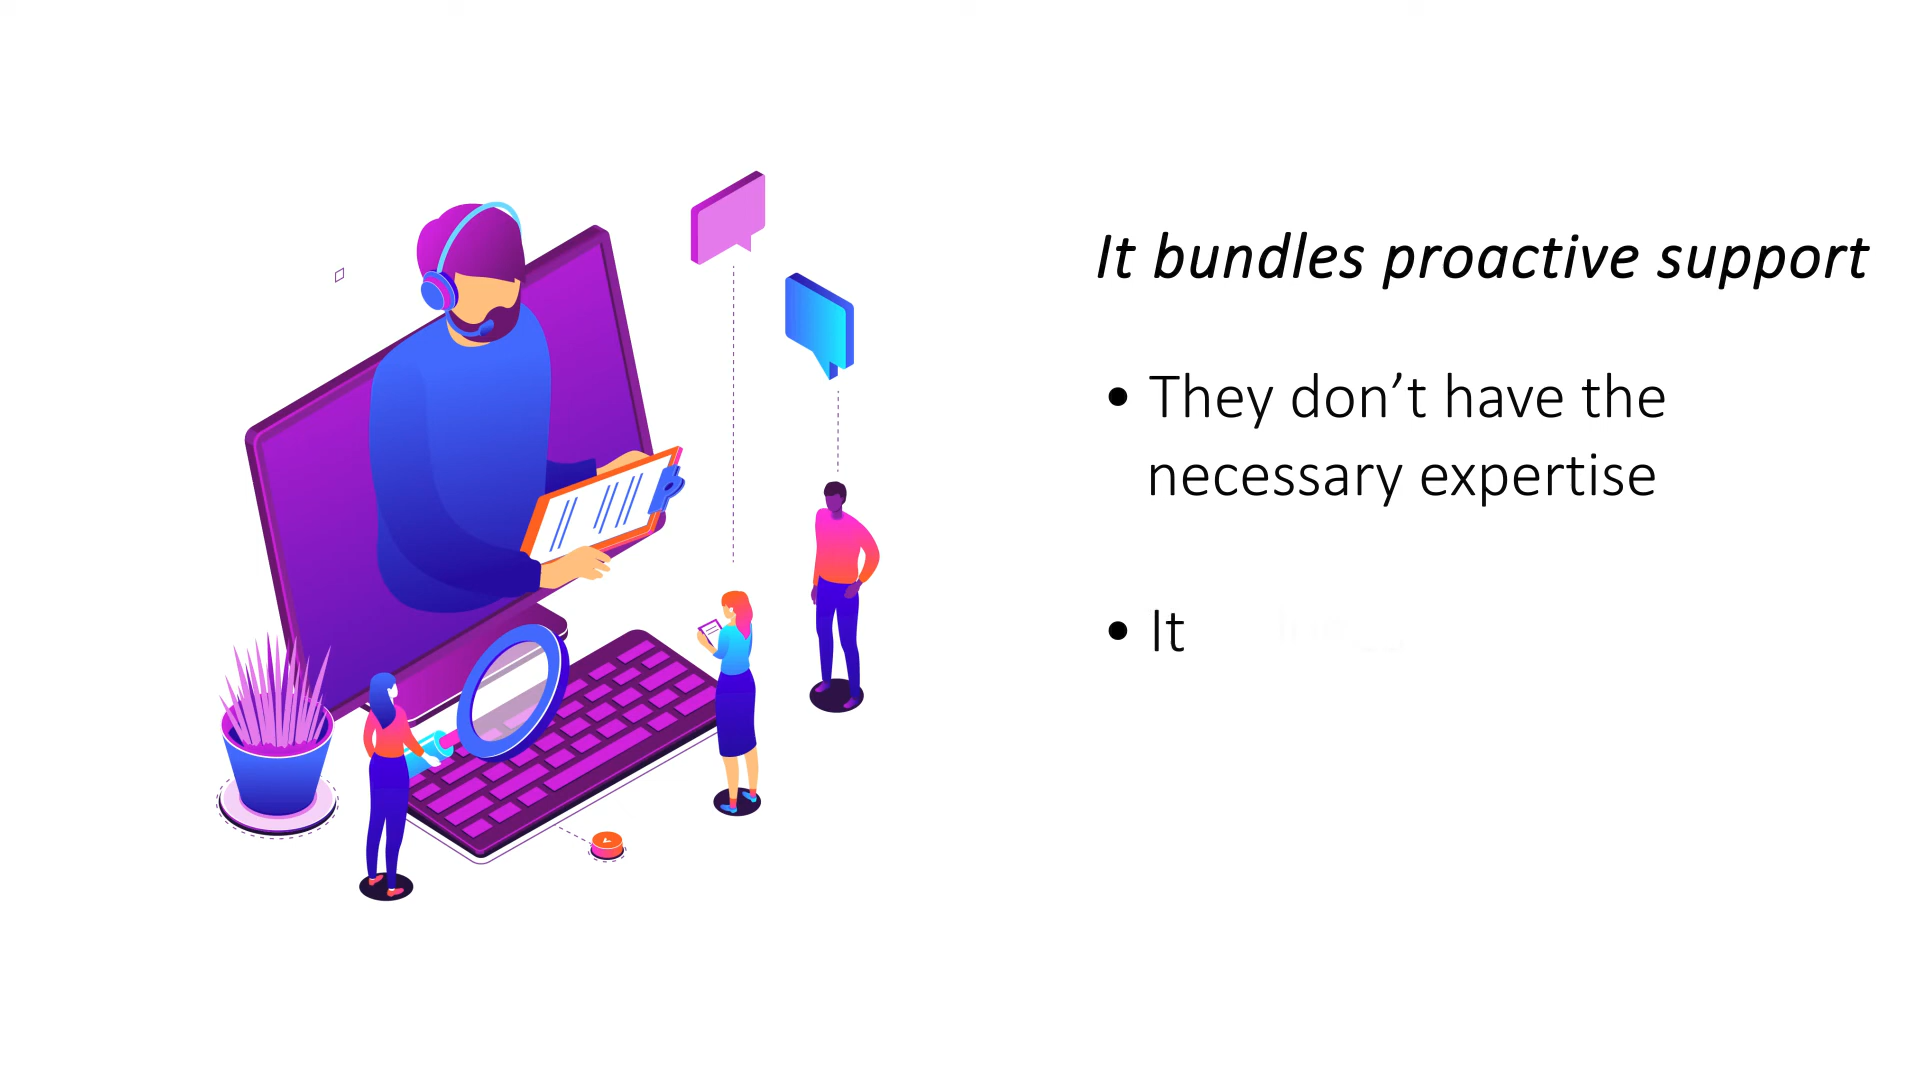 It bundles proactive support
• They don’t have the
necessary expertise
• It